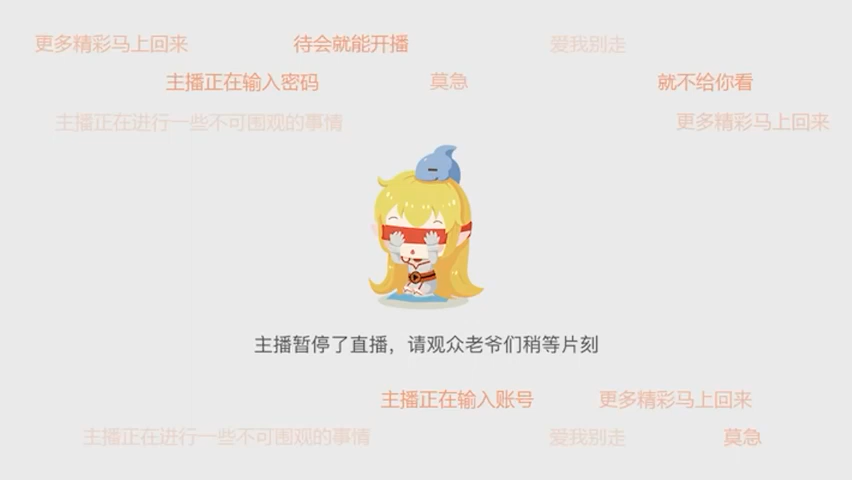 更多精彩马上回来
待会就能开播
爱我别走
主播正在输入密码
莫急
就不给你看
主播正在进行一些不可围观的事情
更多精彩马上回来
主播暂停了直播，请观众老爷们稍等片刻
主播正在输入账号
更多精彩马上回来
主播正在进行一些不可围观的事情
爱我别走
莫急